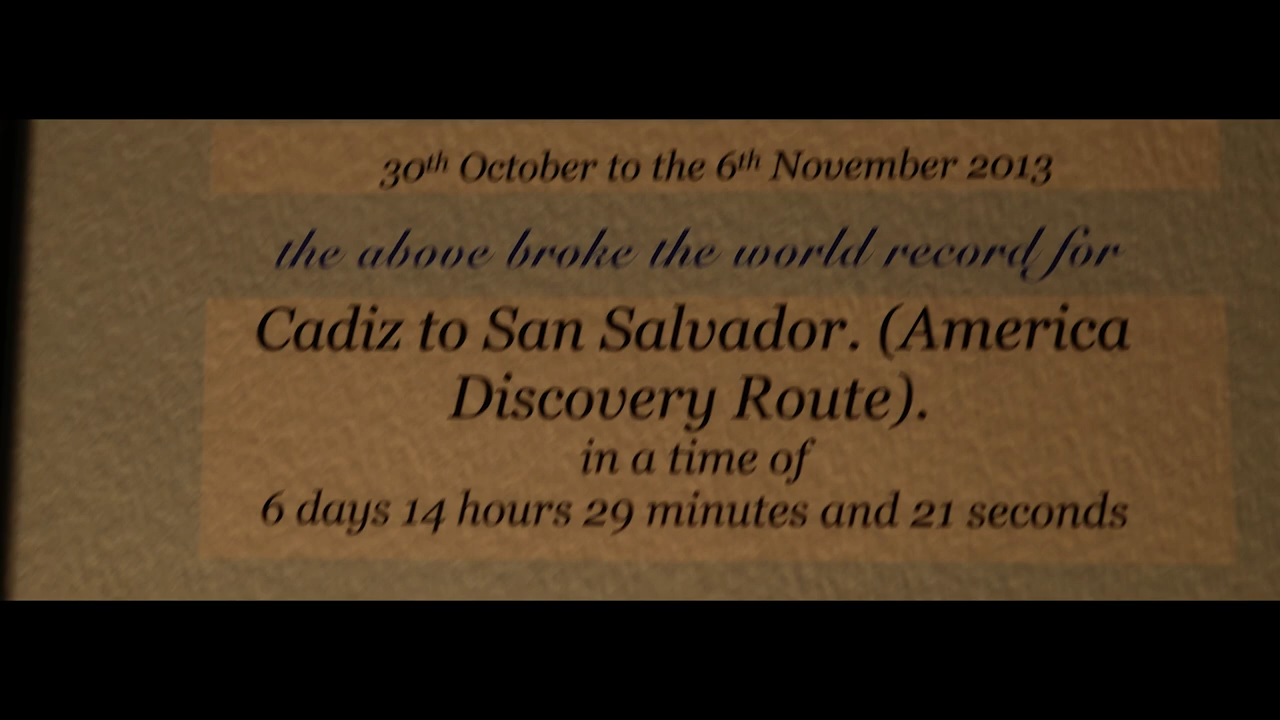 30th October to the 6th November 2013
the above broke the world record for
Cadiz to San Salvador. (America
Discovery Route).
in a time of
6 days 14 hours 29 minutes and 21 seconds